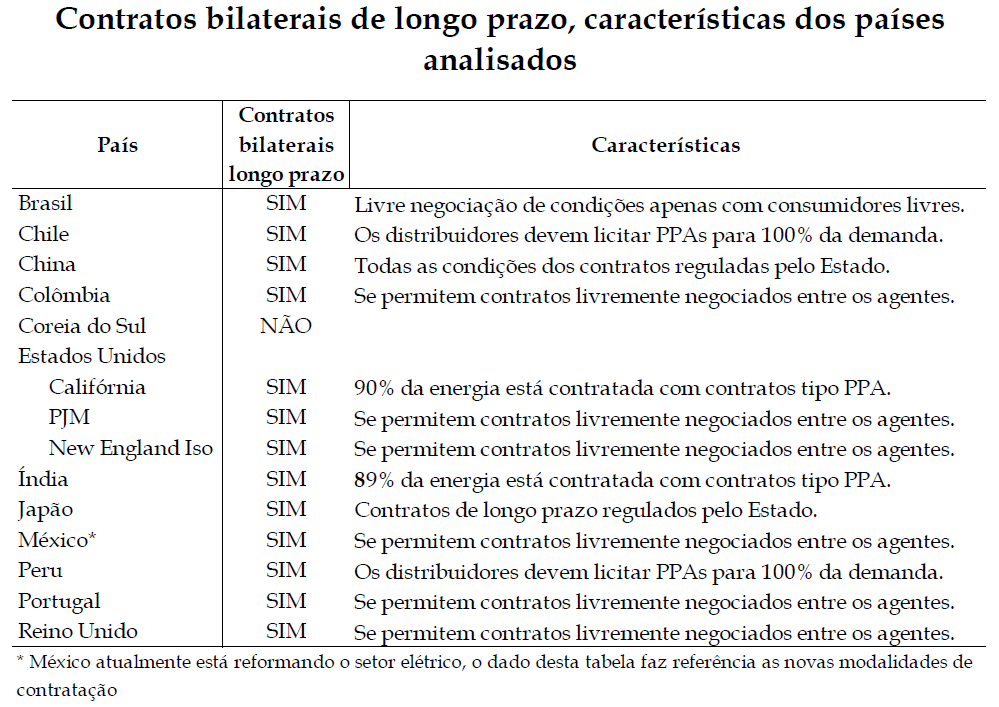 Contratos bilaterais de longo prazo, características dos países
analisados
País
Contratos
bilaterais
longo prazo
Características
Brasil SIM Livre negociação de condições apenas com consumidores livres.
Chile SIM Os distribuidores devem licitar PPAs para 100% da demanda.
China SIM Todas as condições dos contratos reguladas pelo Estado.
Colômbia SIM Se permitem contratos livremente negociados entre os agentes.
Coreia do Sul NÃO
Estados Unidos
Califórnia SIM 90% da energia está contratada com contratos tipo PPA.
PJM SIM Se permitem contratos livremente negociados entre os agentes.
New England Iso SIM Se permitem contratos livremente negociados entre os agentes.
Índia SIM 89% da energia está contratada com contratos tipo PPA.
Japão SIM Contratos de longo prazo regulados pelo Estado.
México* SIM Se permitem contratos livremente negociados entre os agentes.
Peru SIM Os distribuidores devem licitar PPAs para 100% da demanda.
Portugal SIM Se permitem contratos livremente negociados entre os agentes.
Reino Unido SIM Se permitem contratos livremente negociados entre os agentes.
* México atualmente está reformando o setor elétrico, o dado desta tabela faz referência as novas modalidades de
contratação